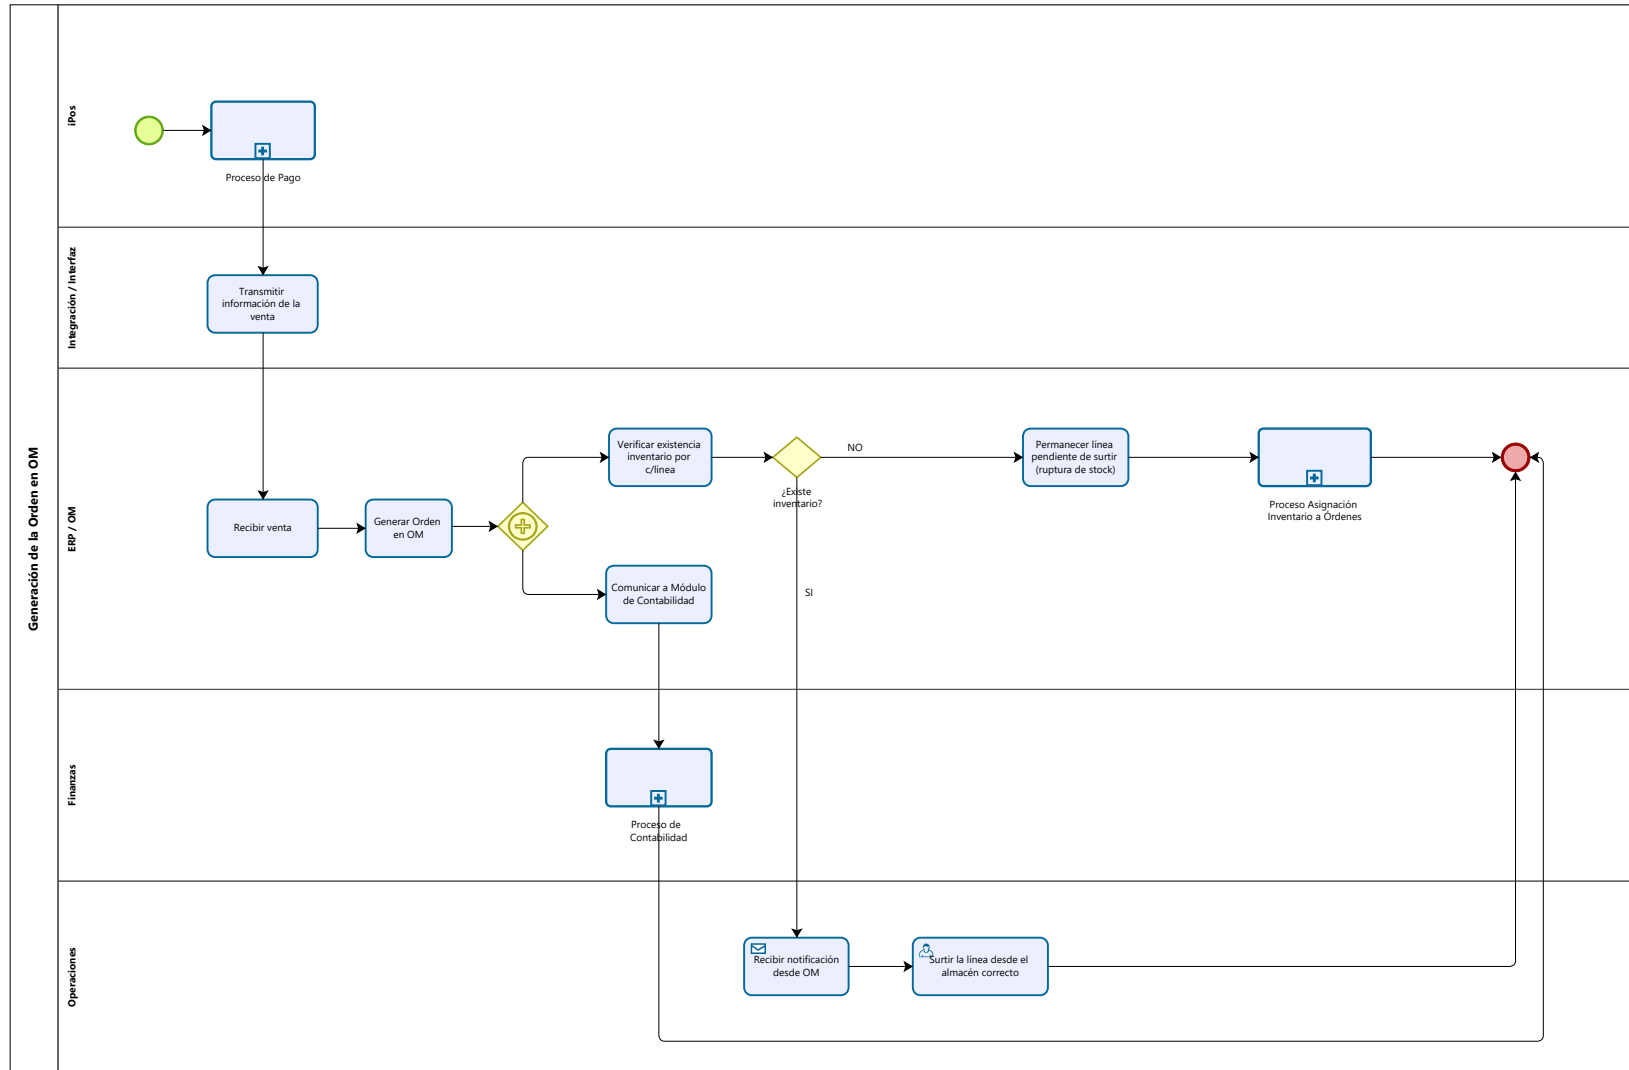 Generación de la Orden en OM
iPos
Proceso de Pago
Integración / Interfaz
Transmitir
información de la
venta
ERP / OM
Recibir venta
Generar Orden
en OM
Verificar existencia
inventario por
c/línea
¿Existe
inventario?
NO
SI
Permanecer línea
pendiente de surtir
(ruptura de stock)
Proceso Asignación
Inventario a Órdenes
Comunicar a Módulo
de Contabilidad
Finanzas
Proceso de
Contabilidad
Operaciones
Recibir notificación
desde OM
Surtir la línea desde el
almacén correcto